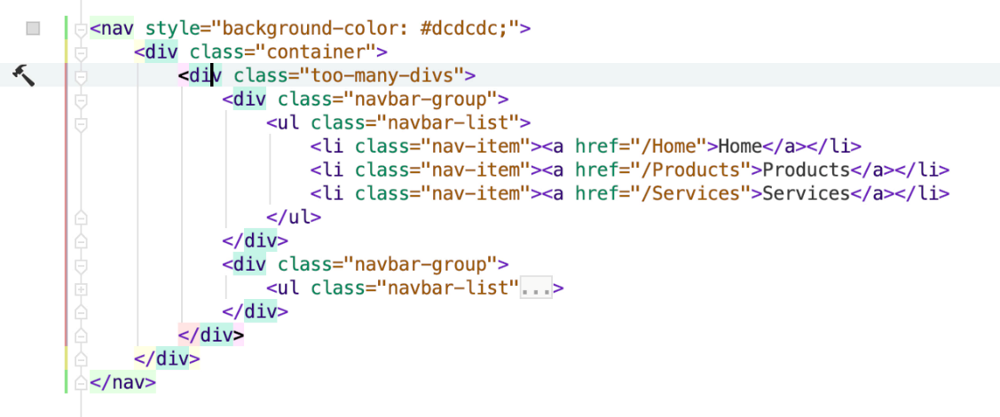 <nav style="background-color: #dcdcdc;">
    <div class="container">
        <div class="too-many-divs">
            <div class="navbar-group">
                <ul class="navbar-list">
                    <li class="nav-item"><a href="/Home">Home</a></li>
                    <li class="nav-item"><a href="/Products">Products</a></li>
                    <li class="nav-item"><a href="/Services">Services</a></li>
                </ul>
            </div>
            <div class="navbar-group">
                <ul class="navbar-list"...>
            </div>
        </div>
    </div>
</nav>